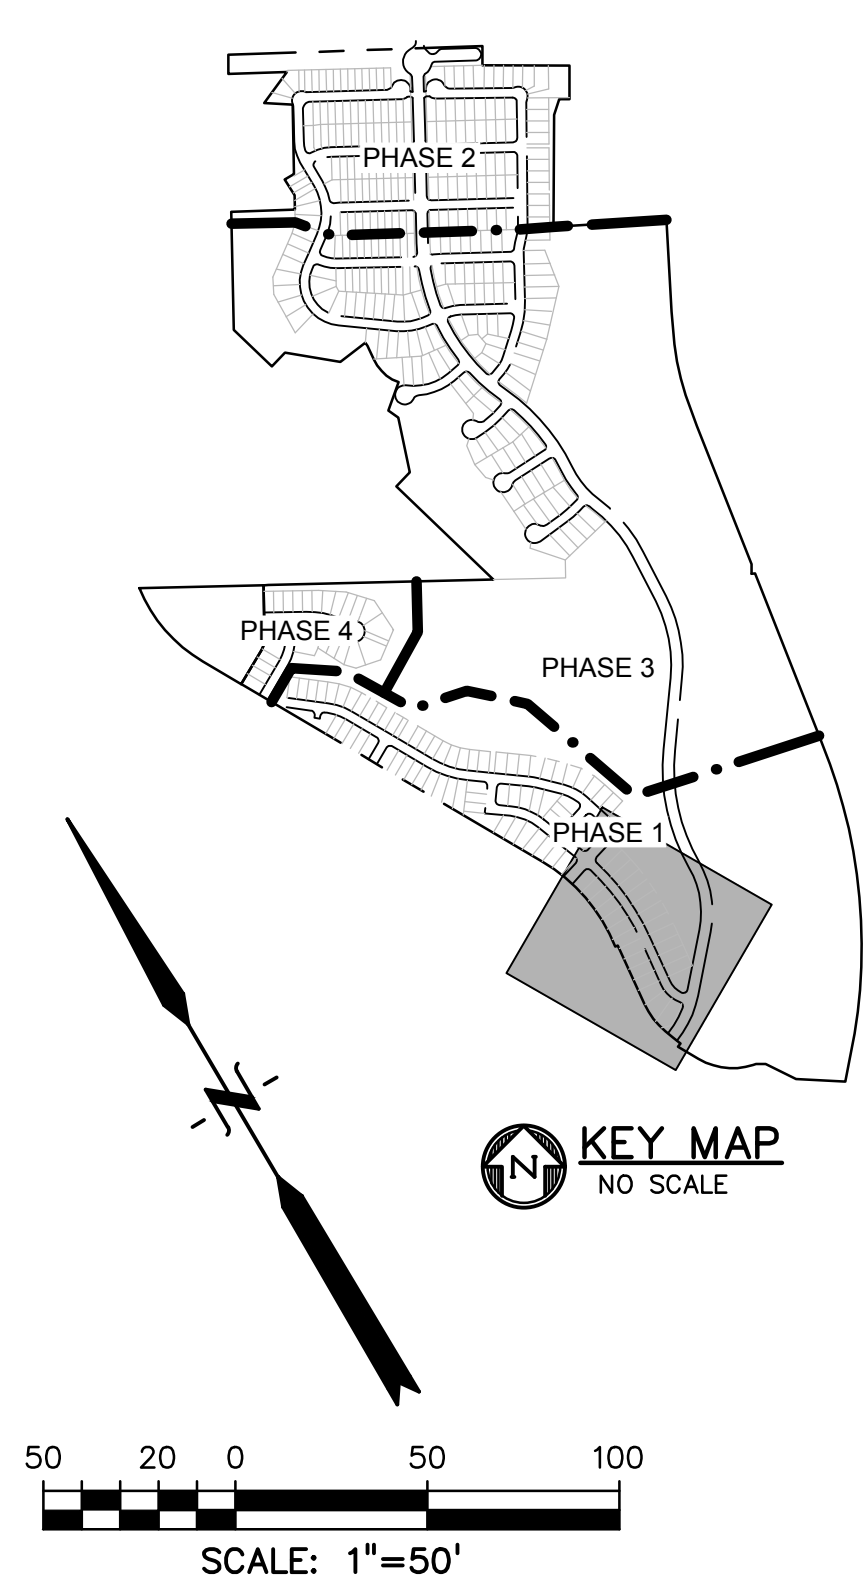 PHASE 2
PHASE 4
PHASE 3
PHASE 1
N
N
KEY MAP
NO SCALE
50 20 0 50 100
SCALE: 1"=50'